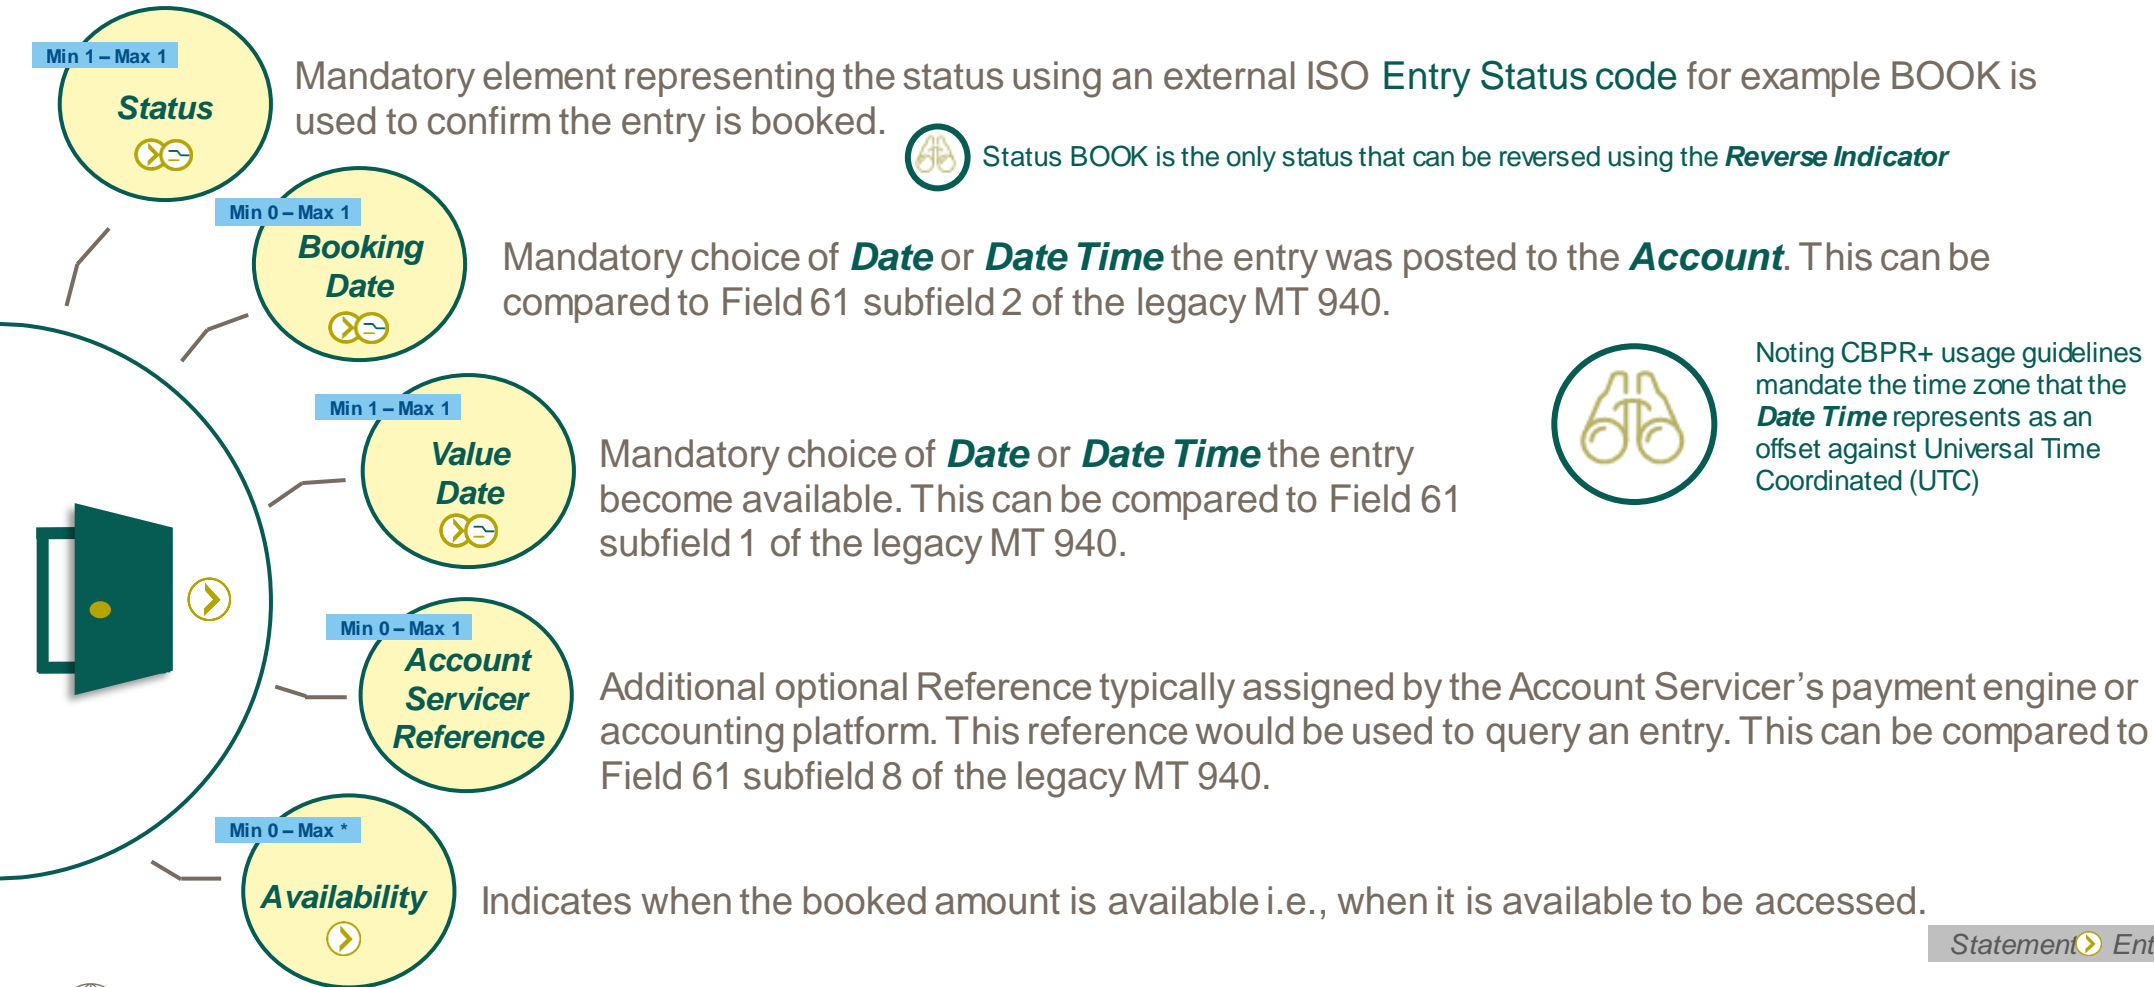 Min 1 – Max 1
Status
Mandatory element representing the status using an external ISO Entry Status code for example BOOK is
used to confirm the entry is booked.
Status BOOK is the only status that can be reversed using the Reverse Indicator
Min 0 – Max 1
Booking
Date
Mandatory choice of Date or Date Time the entry was posted to the Account. This can be
compared to Field 61 subfield 2 of the legacy MT 940.
Noting CBPR+ usage guidelines
mandate the time zone that the
Date Time represents as an
offset against Universal Time
Coordinated (UTC)
Min 1 – Max 1
Value
Date
Mandatory choice of Date or Date Time the entry
become available. This can be compared to Field 61
subfield 1 of the legacy MT 940.
Min 0 – Max 1
Account
Servicer
Reference
Additional optional Reference typically assigned by the Account Servicer’s payment engine or
accounting platform. This reference would be used to query an entry. This can be compared to
Field 61 subfield 8 of the legacy MT 940.
Min 0 – Max *
Availability
Indicates when the booked amount is available i.e., when it is available to be accessed.
Statement Ent